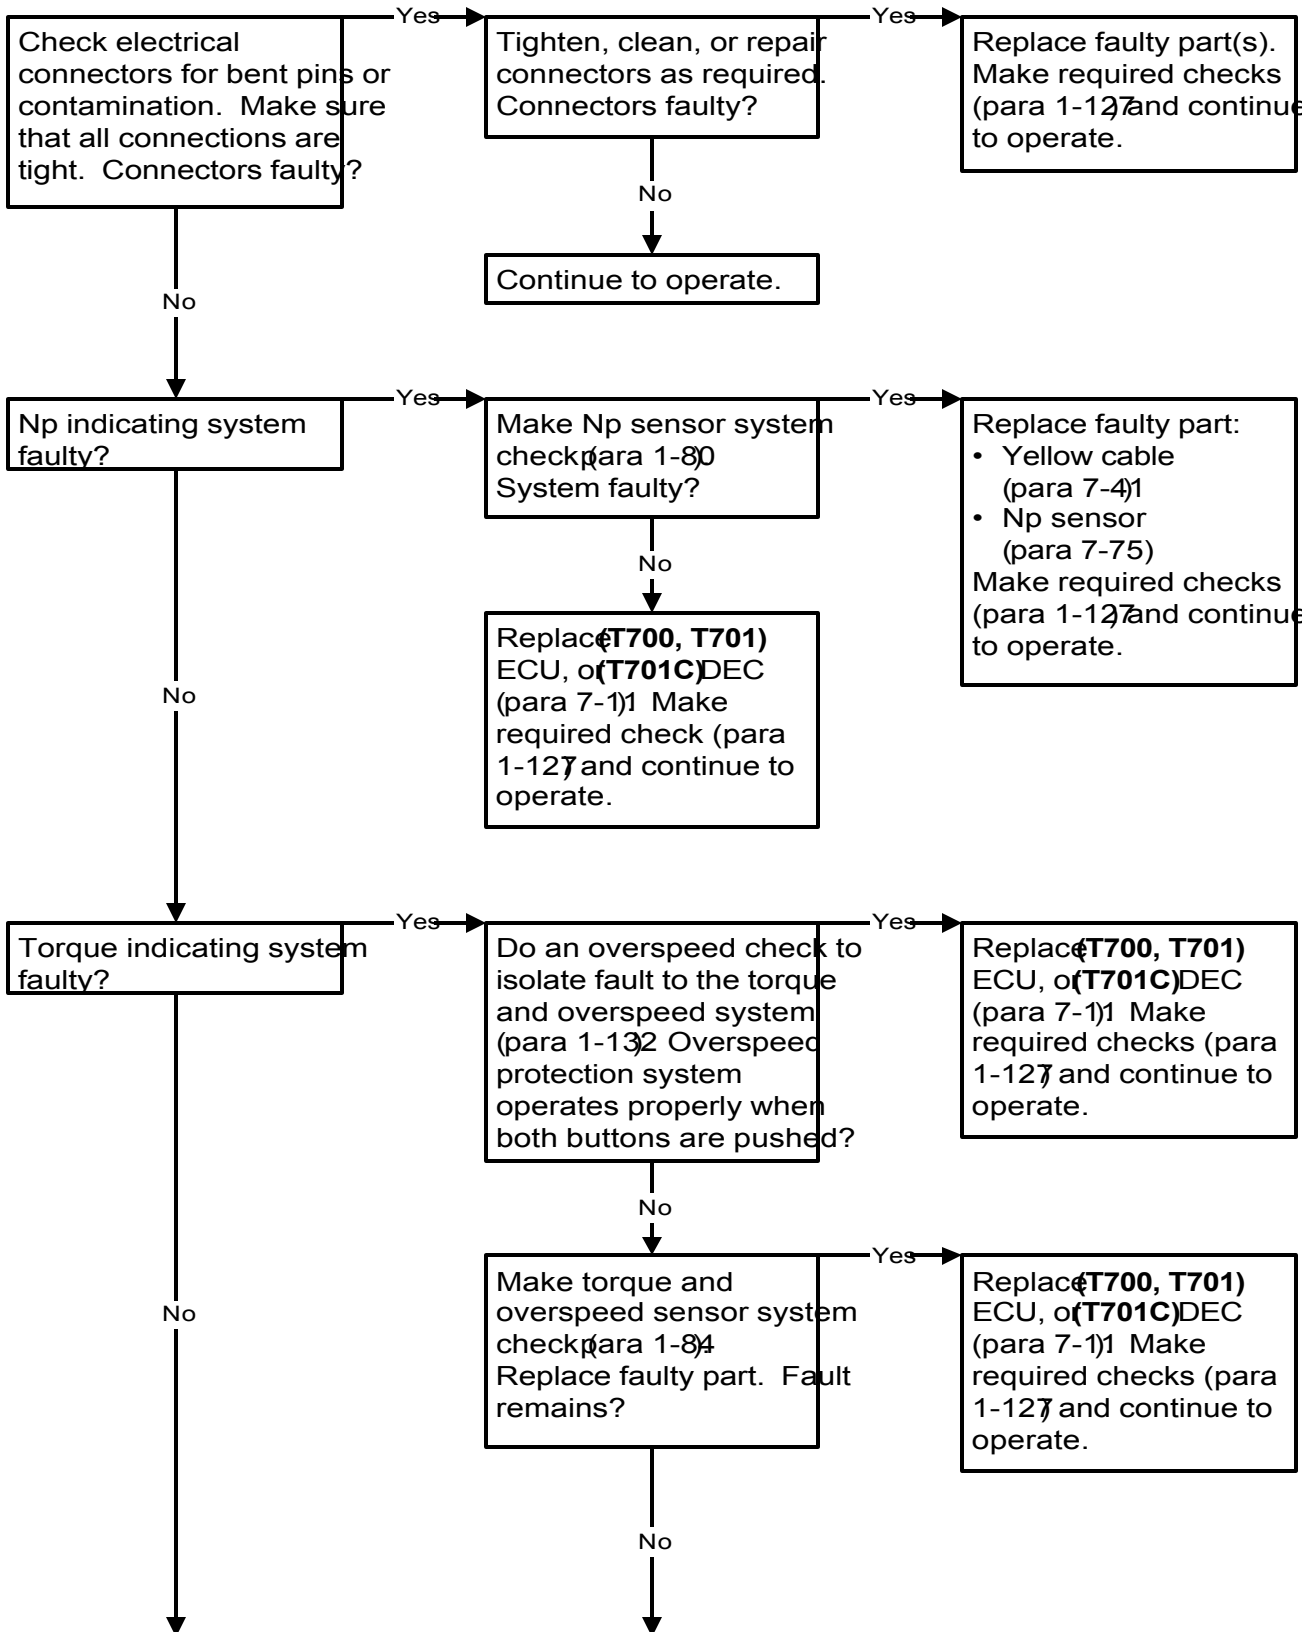 Yes
Yes
Check electrical
connectors for bent pins or
contamination. Make sure
that all connections are
tight. Connectors faulty?
Tighten, clean, or repair
connectors as required.
Connectors faulty?
Replace faulty part(s).
Make required checks
(para 1-127) and continue
to operate.
No
Continue to operate.
No
Yes
Yes
Np indicating system
faulty?
Make Np sensor system
check (para 1-80).
System faulty?
Replace faulty part:
• Yellow cable
(para 7-41)
• Np sensor
(para 7-75)
Make required checks
(para 1-127) and continue
to operate.
No
Replace (T700, T701)
ECU, or (T701C) DEC
(para 7-11). Make
required check (para
1-127) and continue to
operate.
No
Yes
Yes
Torque indicating system
faulty?
Do an overspeed check to
isolate fault to the torque
and overspeed system
(para 1-132). Overspeed
protection system
operates properly when
both buttons are pushed?
Replace (T700, T701)
ECU, or (T701C) DEC
(para 7-11). Make
required checks (para
1-127) and continue to
operate.
No
Yes
Make torque and
overspeed sensor system
check (para 1-84).
Replace faulty part. Fault
remains?
Replace (T700, T701)
ECU, or (T701C) DEC
(para 7-11). Make
required checks (para
1-127) and continue to
operate.
No
No